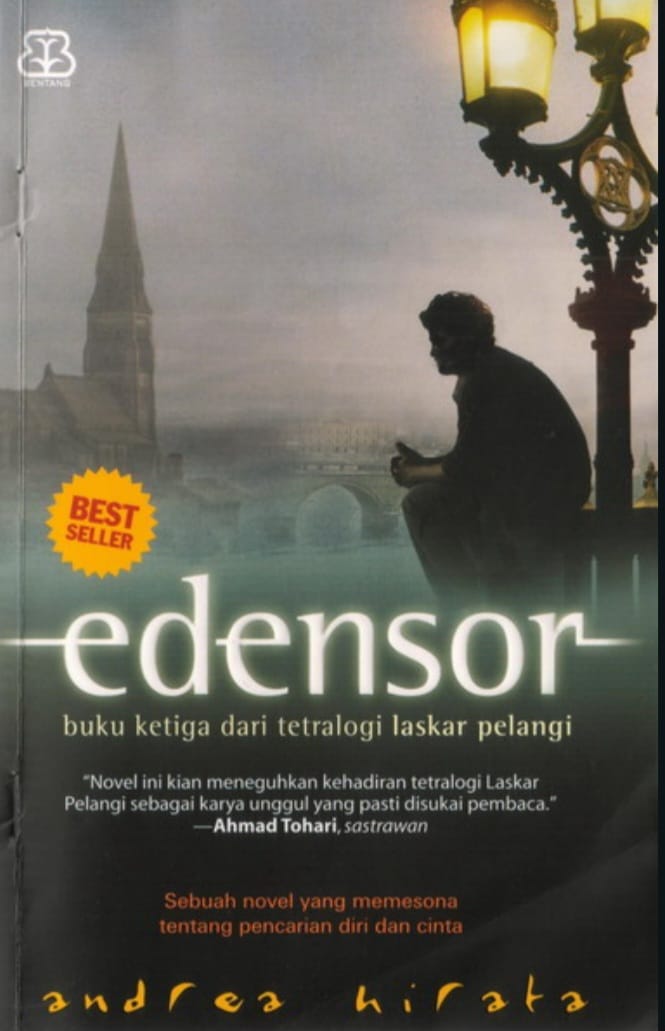 BENTANG
BEST
SELLER
edensor
buku ketiga dari tetralogi laskar pelangi
"Novel ini kian meneguhkan kehadiran tetralogi Laskar
Pelangi sebagai karya unggul yang pasti disukai pembaca."
—Ahmad Tohari, sastrawan
Sebuah novel yang memesona
tentang pencarian diri dan cinta
andrea hirata